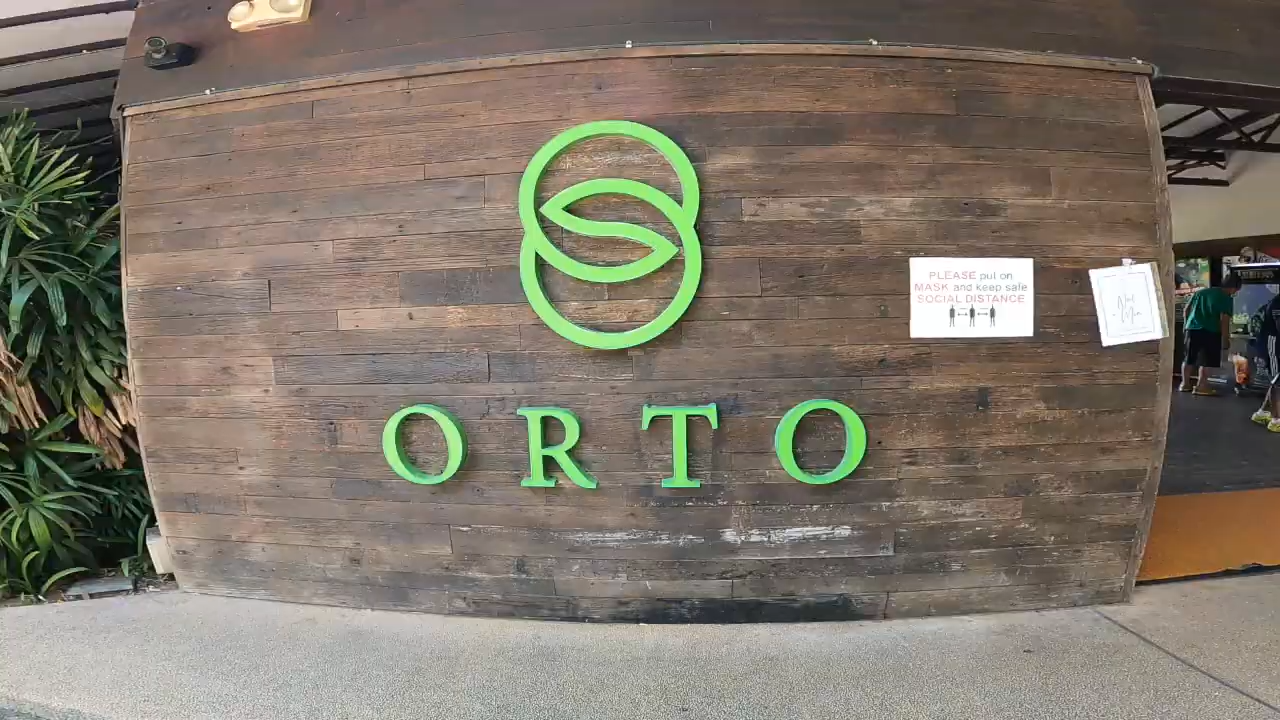 ORTO
PLEASE put on
MASK and keep safe
SOCIAL DISTANCE